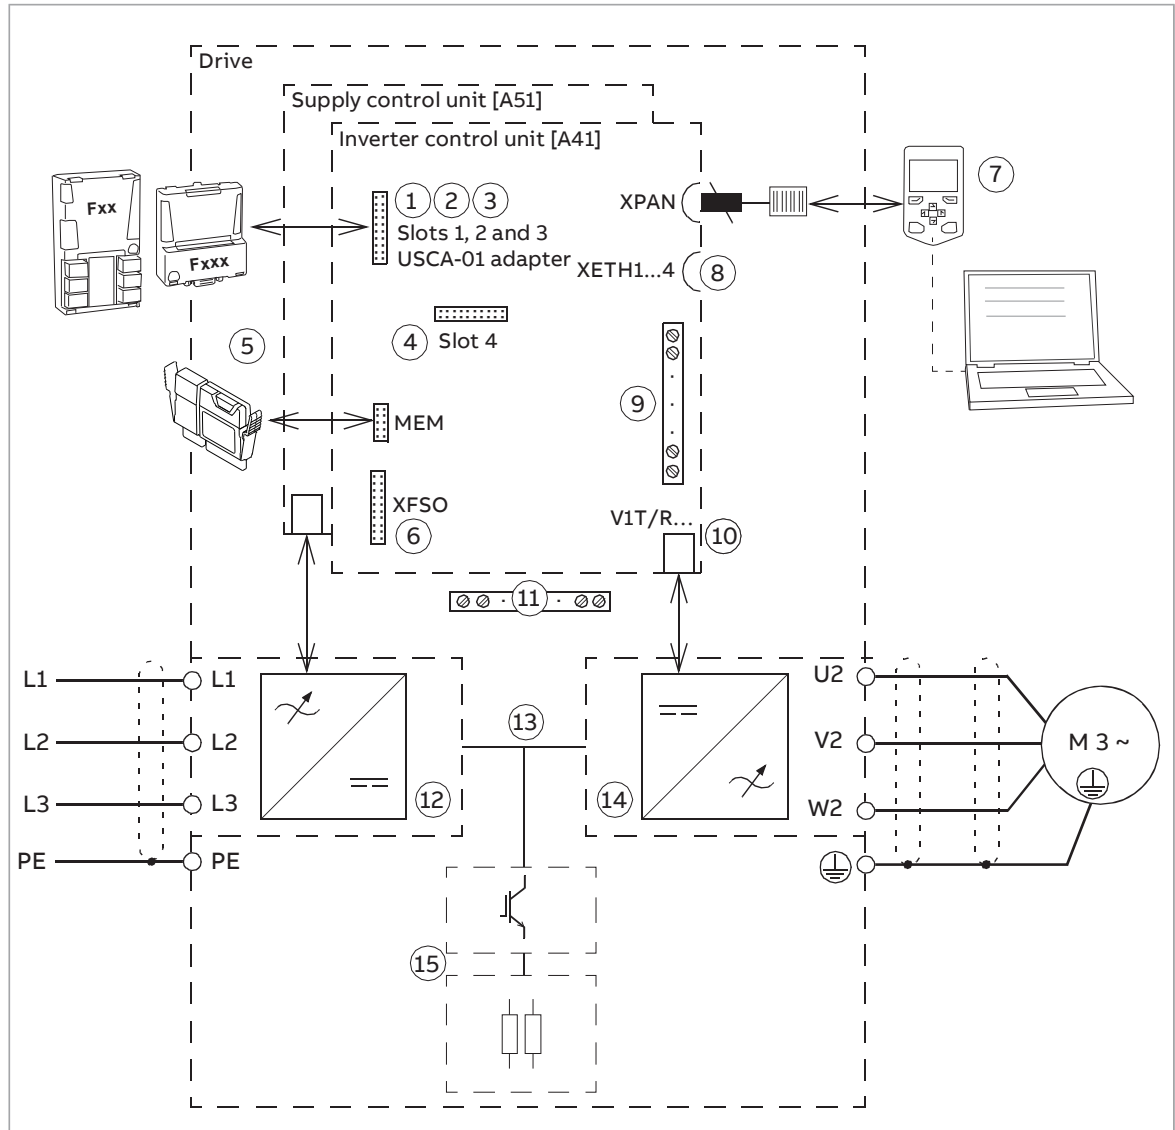 Drive
Supply control unit [A51]
Inverter control unit [A41]
Fxx
Fxxx
1 2 3
Slots 1, 2 and 3
USCA-01 adapter
XPAN
7
XETH1...4
8
4
Slot 4
5
9
MEM
XFSO
6
V1T/R...
10
11
L1
L1
L2
L2
L3
L3
PE
PE
12
13
14
U2
V2
W2
M 3 ~
15